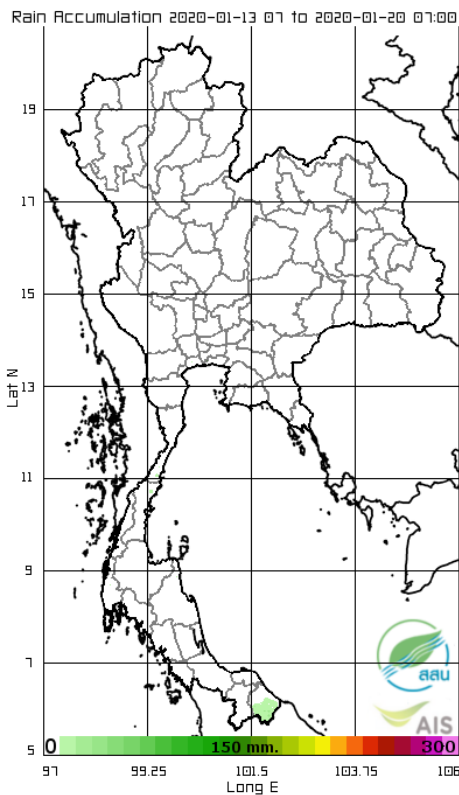 Rain Accumulation 2020-01-13 07 to 2020-01-20 07:00
19
17
15
13
11
9
7
5
Lat N
สสน
AIS
0 150 mm. 300
97 99.25 101.5 103.75 106
Long E